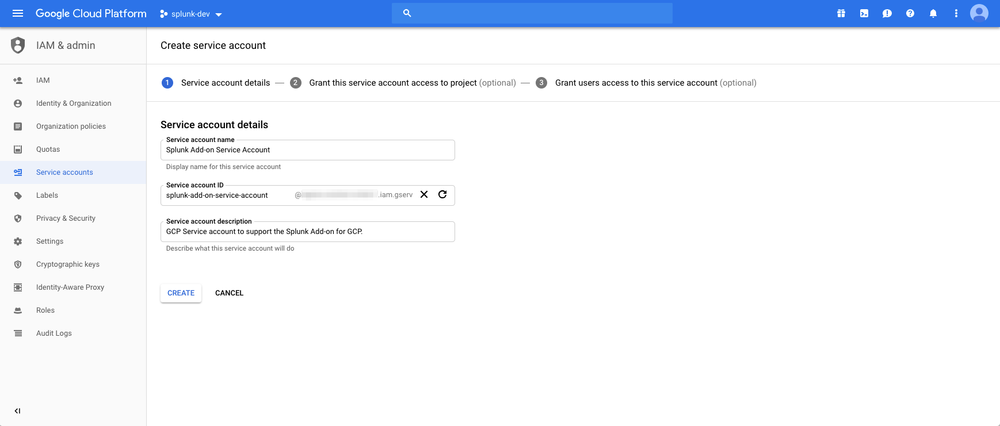 Google Cloud Platform splunk-dev
IAM & admin
Create service account
1 Service account details — 2 Grant this service account access to project (optional) — 3 Grant users access to this service account (optional)
IAM
Identity & Organization
Organization policies
Quotas
Service accounts
Labels
Privacy & Security
Settings
Cryptographic keys
Identity-Aware Proxy
Roles
Audit Logs
Service account details
Service account name
Splunk Add-on Service Account
Display name for this service account
Service account ID
splunk-add-on-service-account @ .iam.gserv
Service account description
GCP Service account to support the Splunk Add-on for GCP.
Describe what this service account will do
CREATE CANCEL